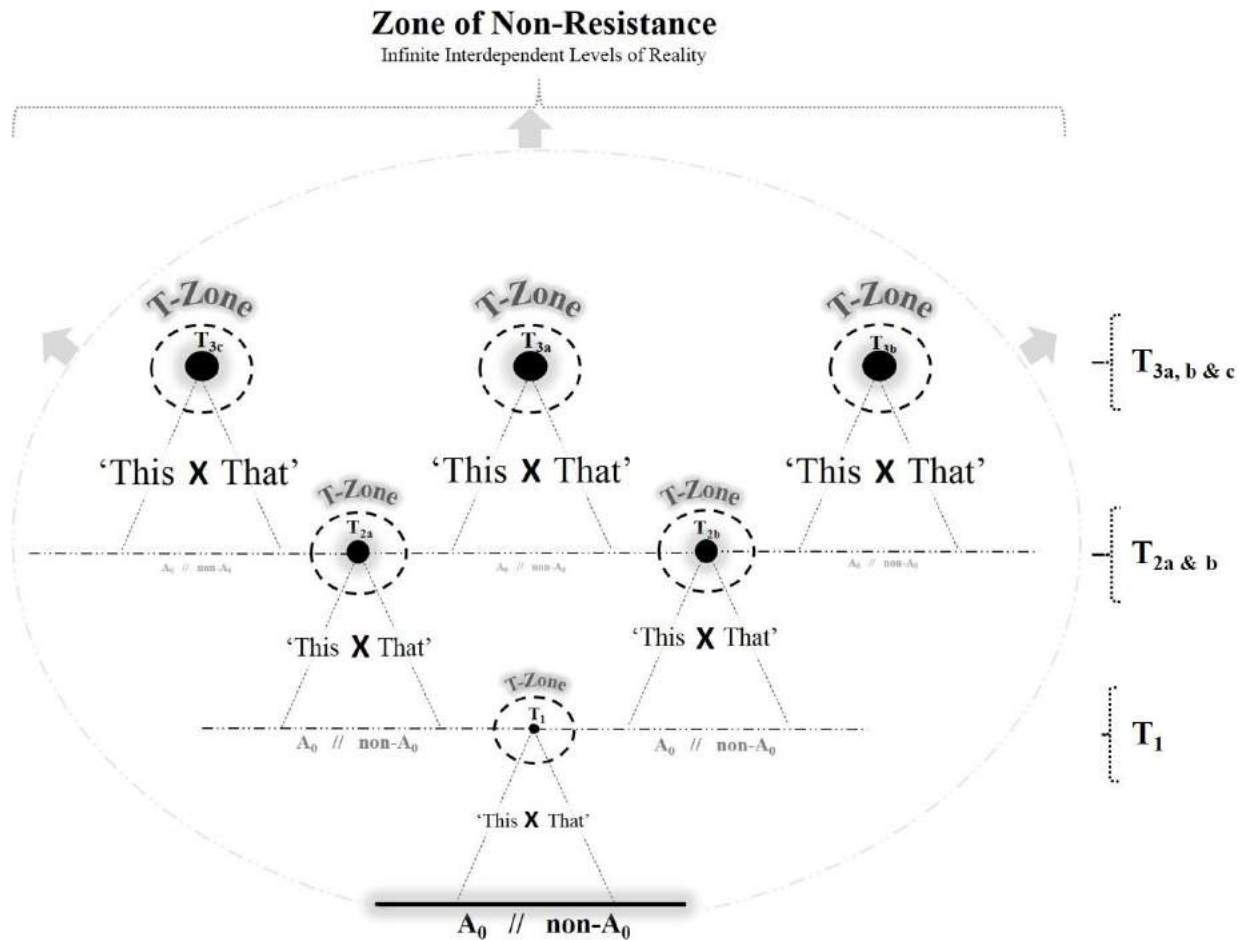 Zone of Non-Resistance
Infinite Interdependent Levels of Reality
T-Zone T-Zone T-Zone
T3c T3a T3b
T3a, b & c
‘This X That’ ‘This X That’ ‘This X That’
T-Zone T-Zone
T2a T2b
T2a & b
A0 // non-A0 A0 // non-A0 A0 // non-A0
‘This X That’ ‘This X That’
T-Zone
T1
T1
A0 // non-A0 A0 // non-A0
‘This X That’
A0 // non-A0